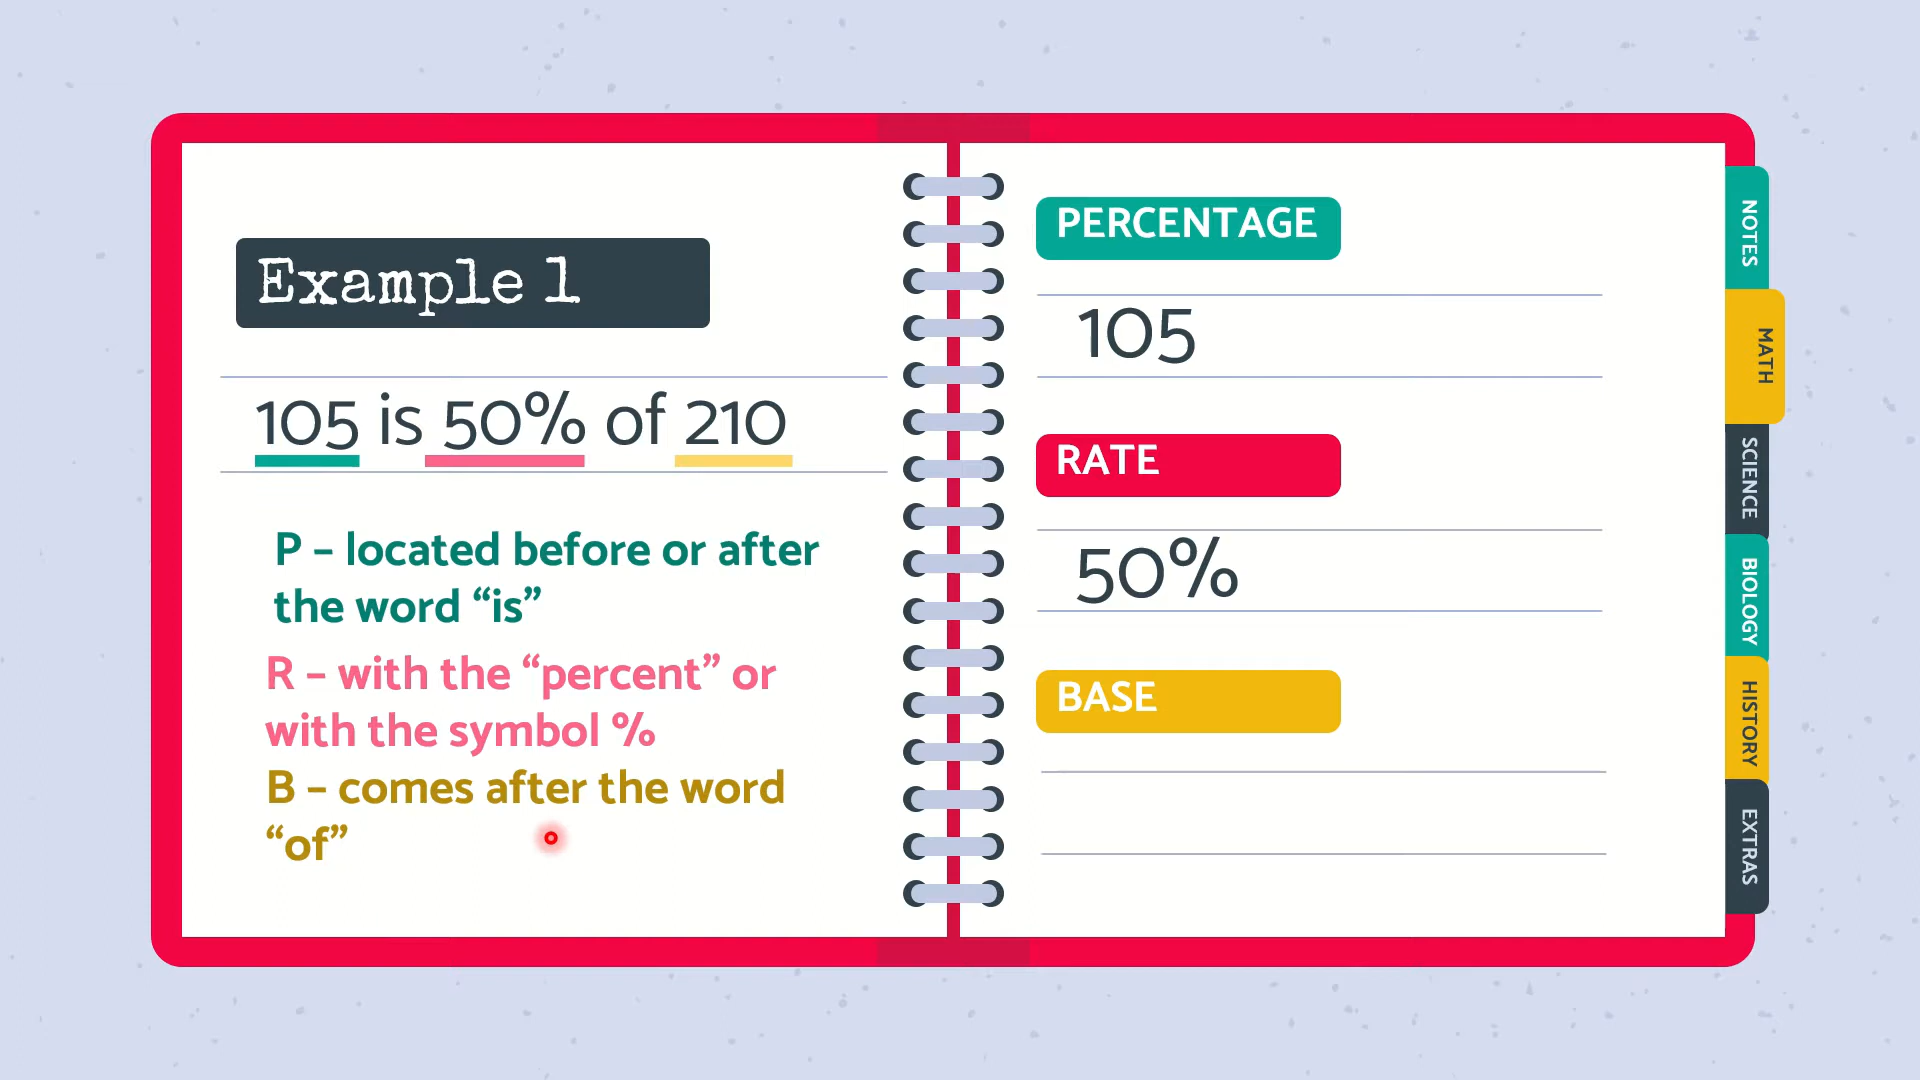 Example 1
105 is 50% of 210
P – located before or after
the word “is”
R – with the “percent” or
with the symbol %
B – comes after the word
“of”
PERCENTAGE
105
RATE
50%
BASE
NOTES
MATH
SCIENCE
BIOLOGY
HISTORY
EXTRAS